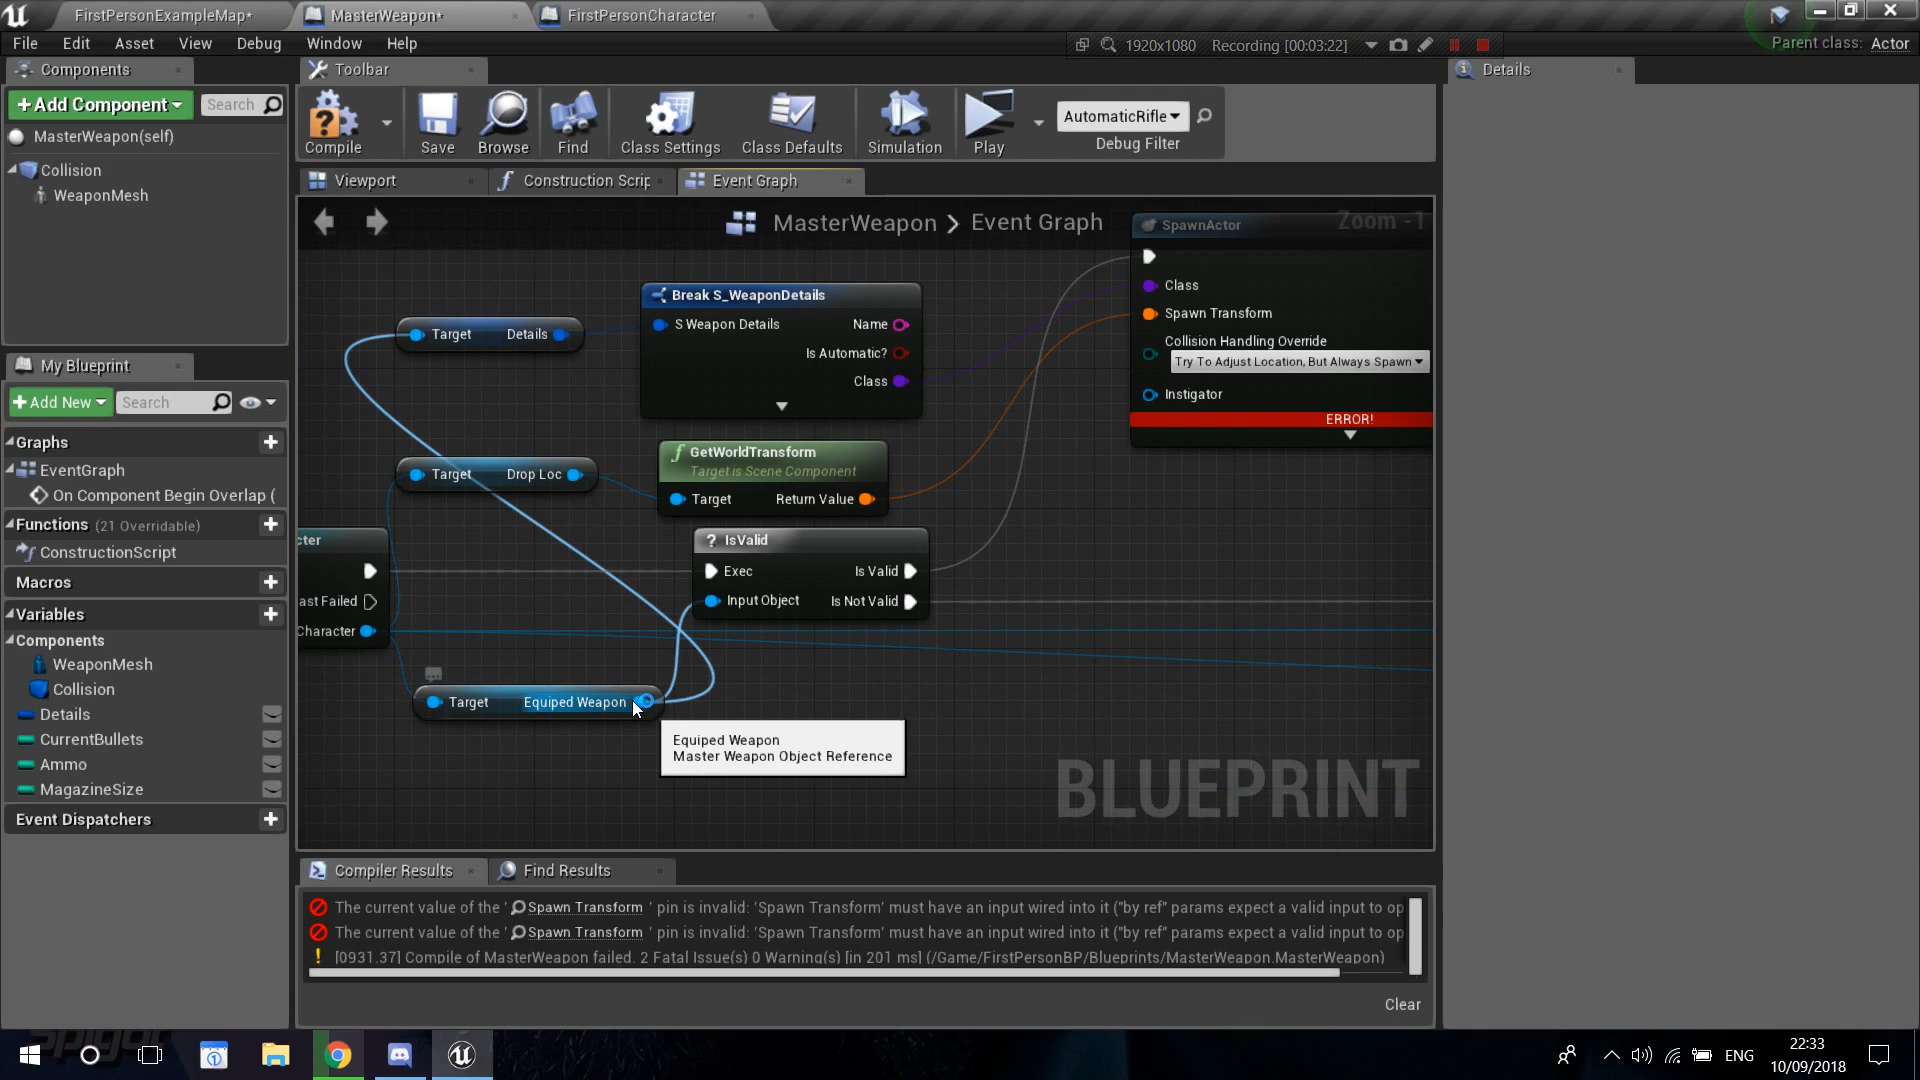 FirstPersonExampleMap*
MasterWeapon*
FirstPersonCharacter
File Edit Asset View Debug Window Help
1920x1080 Recording [00:03:22]
Parent class: Actor
Components
Toolbar
Details
+Add Component
Search
MasterWeapon(self)
Collision
WeaponMesh
Compile
Save
Browse
Find
Class Settings
Class Defaults
Simulation
Play
AutomaticRifle
Debug Filter
Viewport
Construction Scrip
Event Graph
MasterWeapon > Event Graph
Zoom -1
SpawnActor
Class
Spawn Transform
Collision Handling Override
Try To Adjust Location, But Always Spawn
Instigator
ERROR!
Break S_WeaponDetails
S Weapon Details Name
Is Automatic?
Class
Target Details
Target Drop Loc
GetWorldTransform
Target is Scene Component
Target Return Value
? IsValid
Exec Is Valid
Input Object Is Not Valid
cter
ast Failed
Character
Target Equiped Weapon
Equiped Weapon
Master Weapon Object Reference
BLUEPRINT
My Blueprint
+Add New
Search
Graphs
EventGraph
On Component Begin Overlap (
Functions (21 Overridable)
ConstructionScript
Macros
Variables
Components
WeaponMesh
Collision
Details
CurrentBullets
Ammo
MagazineSize
Event Dispatchers
Compiler Results
Find Results
The current value of the ' Spawn Transform ' pin is invalid: 'Spawn Transform' must have an input wired into it ("by ref" params expect a valid input to op
The current value of the ' Spawn Transform ' pin is invalid: 'Spawn Transform' must have an input wired into it ("by ref" params expect a valid input to op
[0931.37] Compile of MasterWeapon failed. 2 Fatal Issue(s) 0 Warning(s) [in 201 ms] (/Game/FirstPersonBP/Blueprints/MasterWeapon.MasterWeapon)
Clear
ENG
22:33
10/09/2018